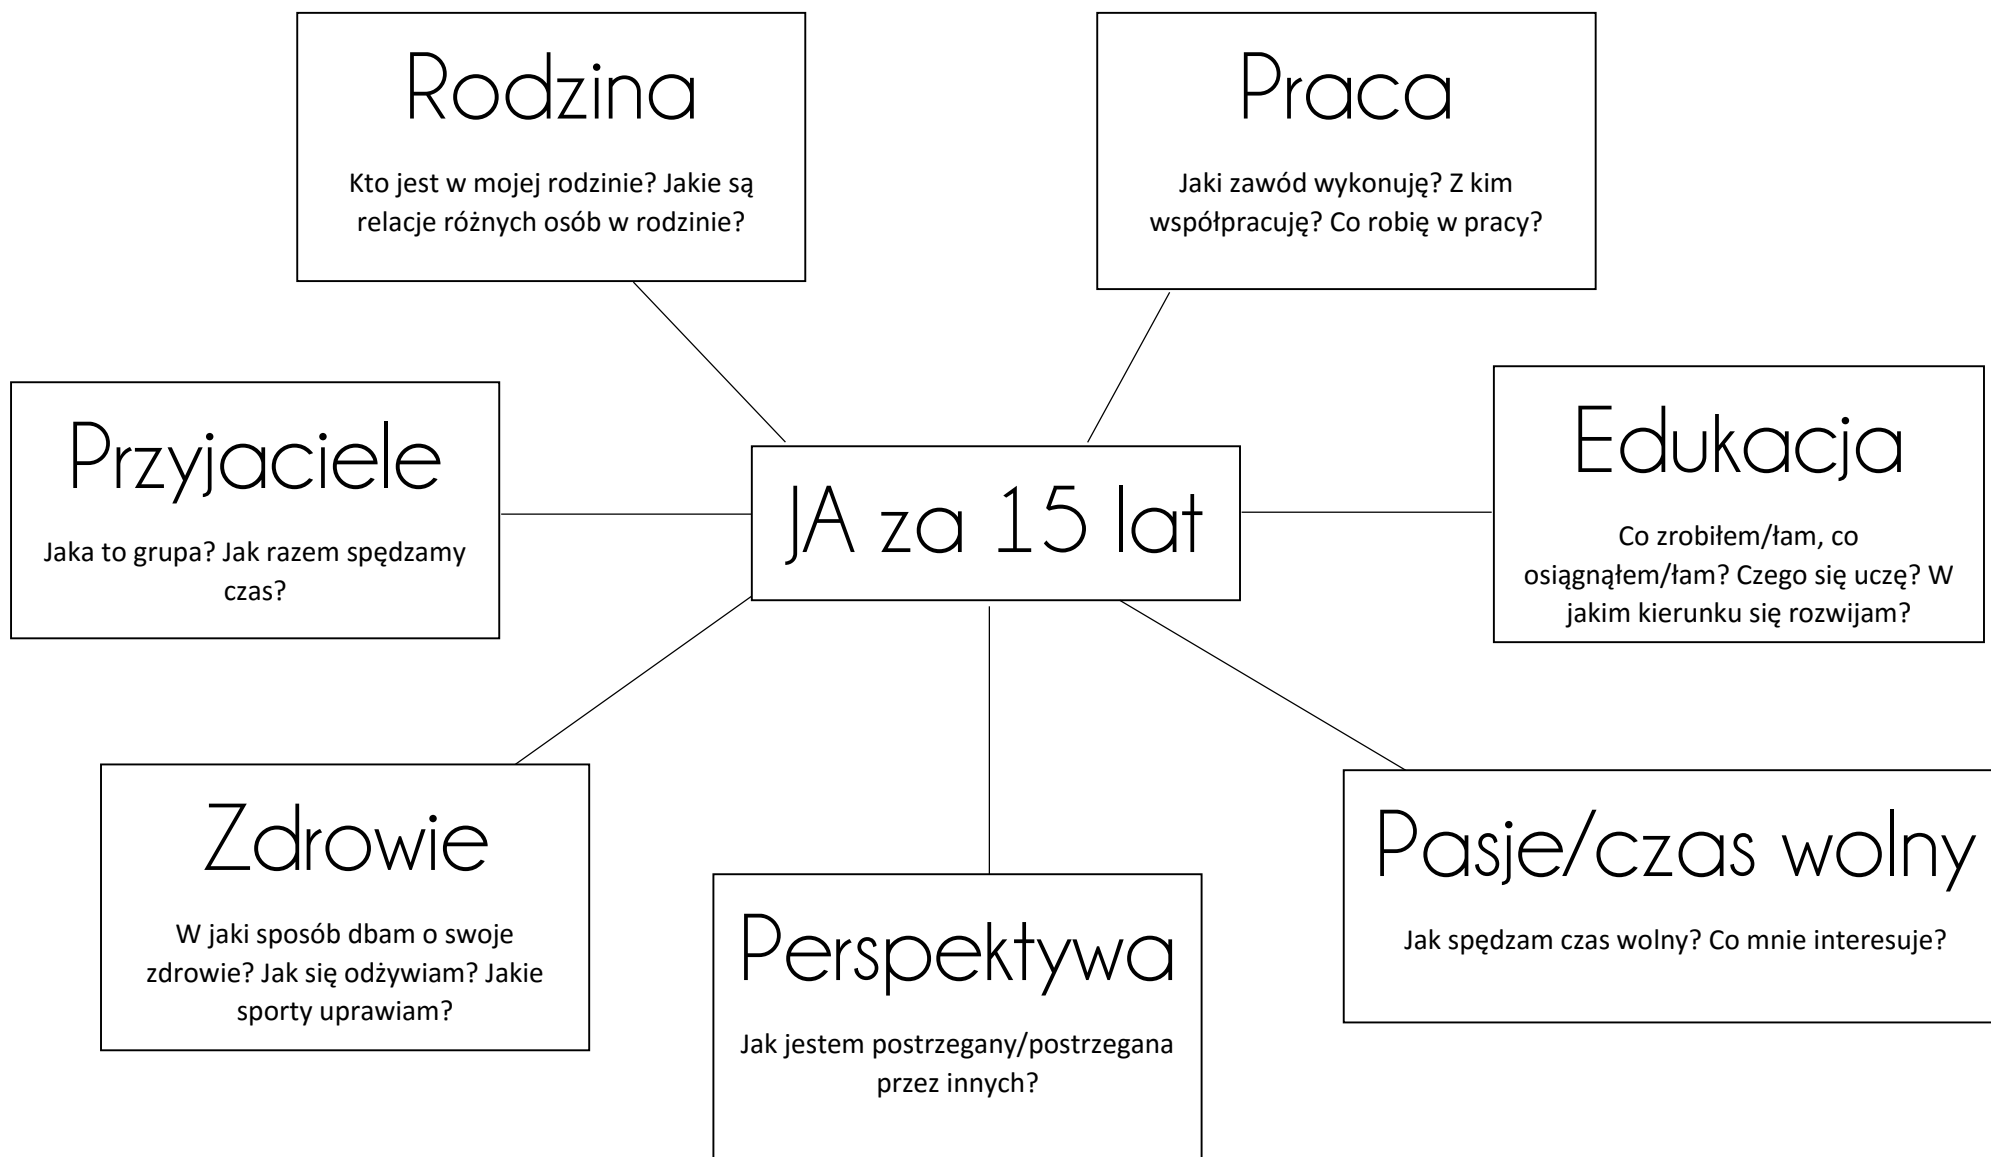 Rodzina
Kto jest w mojej rodzinie? Jakie są
relacje różnych osób w rodzinie?
Praca
Jaki zawód wykonuję? Z kim
współpracuję? Co robię w pracy?
Przyjaciele
Jaka to grupa? Jak razem spędzamy
czas?
JA za 15 lat
Edukacja
Co zrobiłem/łam, co
osiągnąłem/łam? Czego się uczę? W
jakim kierunku się rozwijam?
Zdrowie
W jaki sposób dbam o swoje
zdrowie? Jak się odżywiam? Jakie
sporty uprawiam?
Perspektywa
Jak jestem postrzegany/postrzegana
przez innych?
Pasje/czas wolny
Jak spędzam czas wolny? Co mnie interesuje?